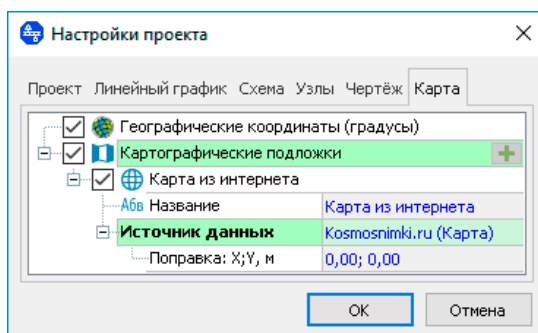 Настройки проекта
Проект Линейный график Схема Узлы Чертёж Карта
Географические координаты (градусы)
Картографические подложки
Карта из интернета
Абв Название Карта из интернета
Источник данных Kosmosnimki.ru (Карта)
Поправка: X;Y, м 0,00; 0,00
OK Отмена